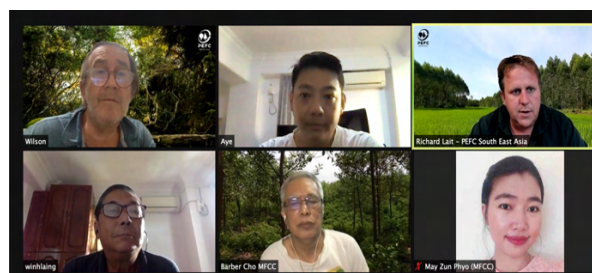 PEFC
PEFC
Wilson
Aye
Richard Lait - PEFC South East Asia
winhlaing
Barber Cho MFCC
May Zun Phyo (MFCC)